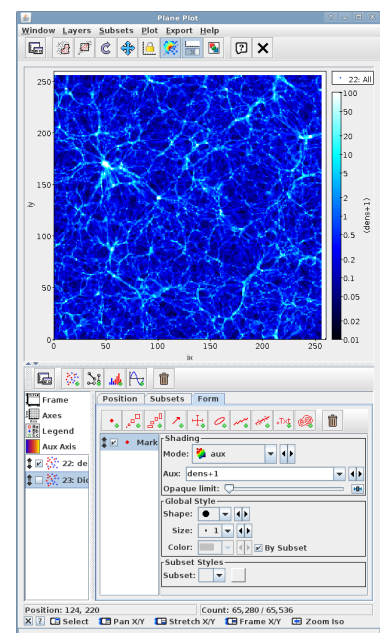 Plane Plot
Window Layers Subsets Plot Export Help
22: All
250
200
150
100
50
0
iy
0 50 100 150 200 250
ix
100
50
20
10
5
2
1
0.5
0.2
0.1
0.05
0.02
0.01
(dens+1)
Frame
Axes
Legend
Aux Axis
22: de
23: Dic
Position Subsets Form
Mark
Shading
Mode: aux
Aux: dens+1
Opaque limit:
Global Style
Shape:
Size: 1
Color: By Subset
Subset Styles
Subset:
Position: 124, 220 Count: 65,280 / 65,536
Select Pan X/Y Stretch X/Y Frame X/Y Zoom Iso